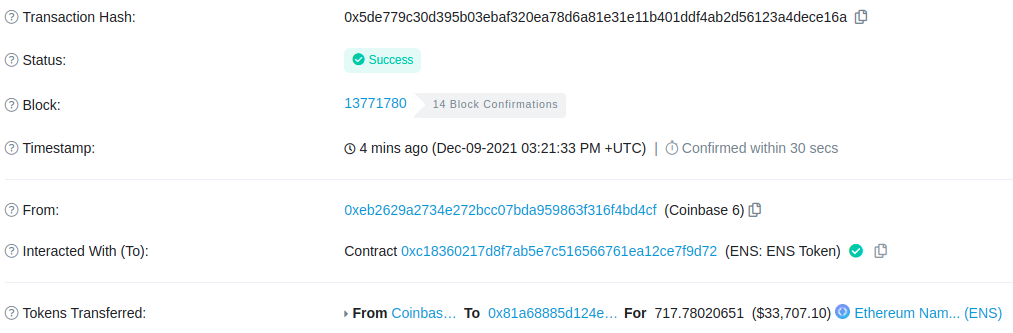 Transaction Hash: 0x5de779c30d395b03ebaf320ea78d6a81e31e11b401ddf4ab2d56123a4dece16a
Status: Success
Block: 13771780 14 Block Confirmations
Timestamp: 4 mins ago (Dec-09-2021 03:21:33 PM +UTC) | Confirmed within 30 secs
From: 0xeb2629a2734e272bcc07bda959863f316f4bd4cf (Coinbase 6)
Interacted With (To): Contract 0xc18360217d8f7ab5e7c516566761ea12ce7f9d72 (ENS: ENS Token)
Tokens Transferred: From Coinbas... To 0x81a68885d124e... For 717.78020651 ($33,707.10) Ethereum Nam... (ENS)